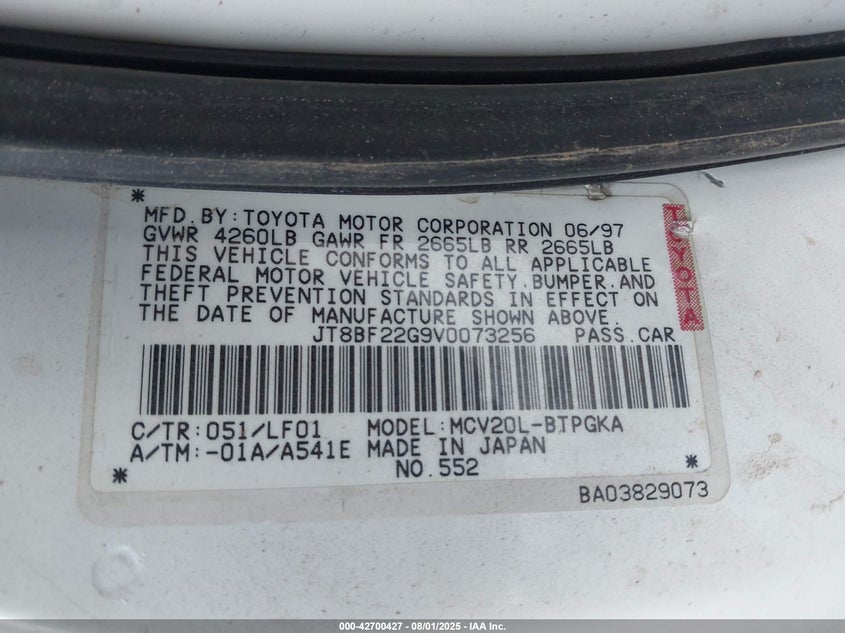 MFD. BY: TOYOTA MOTOR CORPORATION 06/97
GVWR 4260LB GAWR FR 2665LB RR 2665LB
THIS VEHICLE CONFORMS TO ALL APPLICABLE
FEDERAL MOTOR VEHICLE SAFETY.BUMPER.AND
THEFT PREVENTION STANDARDS IN EFFECT ON
THE DATE OF MANUFACTURE SHOWN ABOVE.
TOYOTA
JT8BF22G9V0073256 PASS.CAR
C/TR:051/LF01 MODEL:MCV20L-BTPGKA
A/TM:-01A/A541E MADE IN JAPAN
NO.552
BA03829073
000-42700427 - 08/01/2025 - IAA Inc.